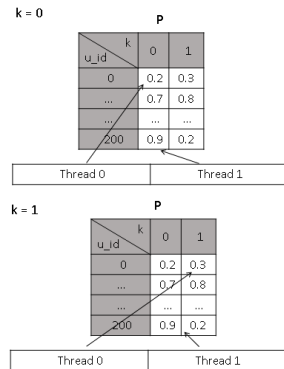 k = 0
P
k
u_id
0 1
0 0.2 0.3
... 0.7 0.8
... ... ...
200 0.9 0.2
Thread 0 Thread 1
k = 1
P
k
u_id
0 1
0 0.2 0.3
... 0.7 0.8
... ... ...
200 0.9 0.2
Thread 0 Thread 1